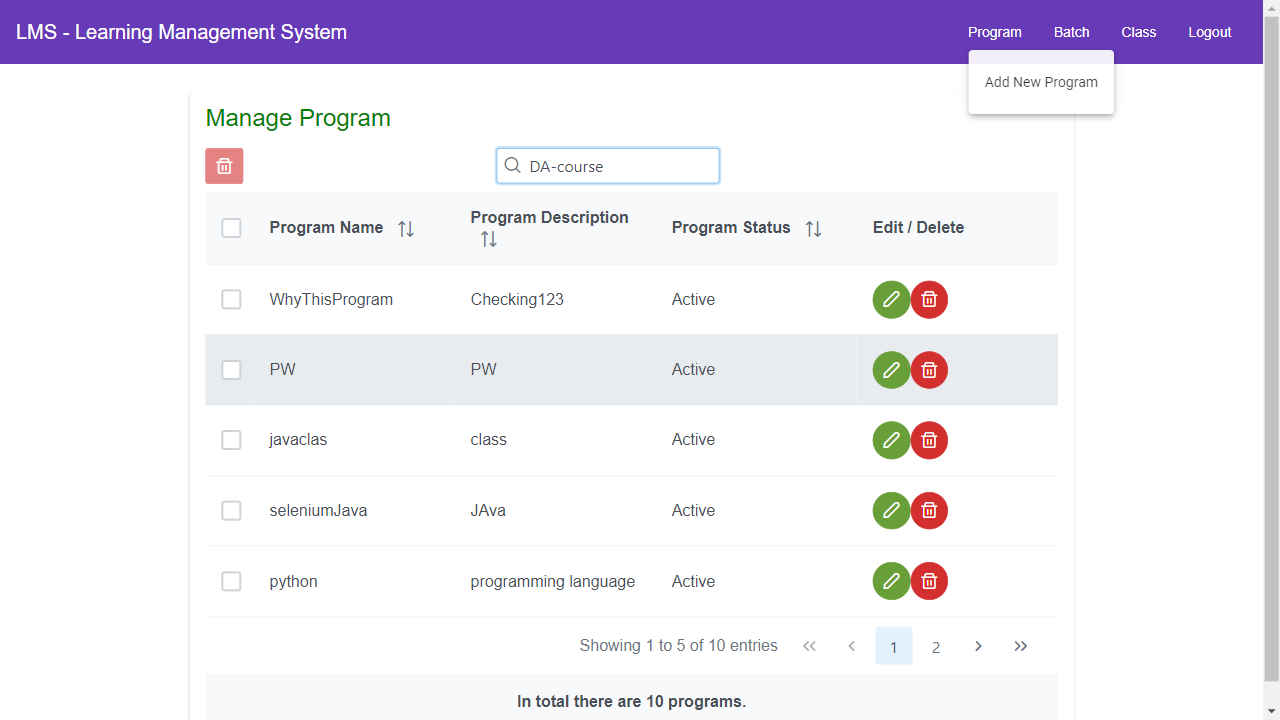 LMS - Learning Management System
Program Batch Class Logout
Add New Program
Manage Program
DA-course
Program Name Program Description Program Status Edit / Delete
WhyThisProgram Checking123 Active
PW PW Active
javaclas class Active
seleniumJava JAva Active
python programming language Active
Showing 1 to 5 of 10 entries 1 2
In total there are 10 programs.